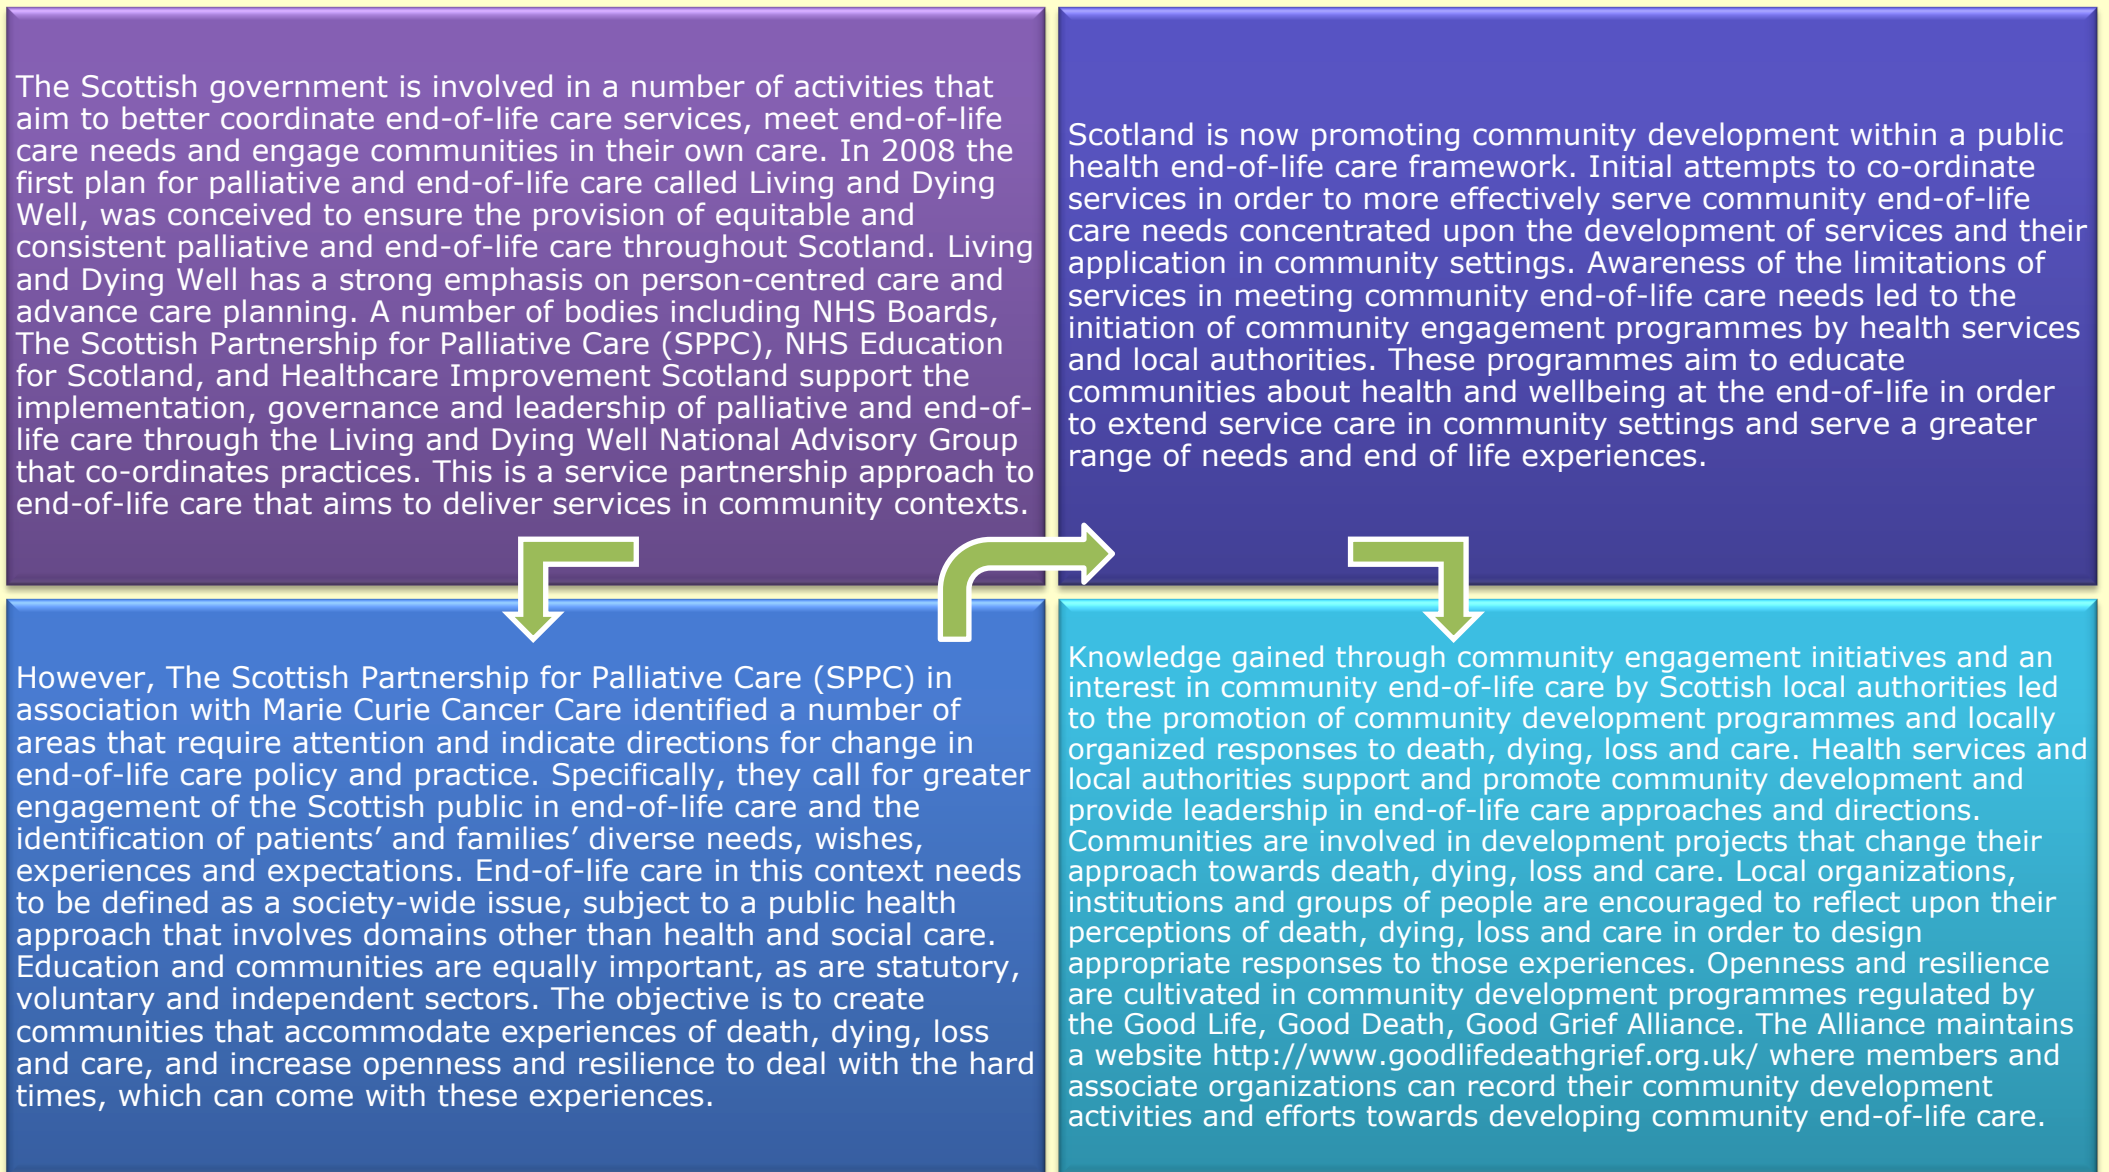 The Scottish government is involved in a number of activities that
aim to better coordinate end-of-life care services, meet end-of-life
care needs and engage communities in their own care. In 2008 the
first plan for palliative and end-of-life care called Living and Dying
Well, was conceived to ensure the provision of equitable and
consistent palliative and end-of-life care throughout Scotland. Living
and Dying Well has a strong emphasis on person-centred care and
advance care planning. A number of bodies including NHS Boards,
The Scottish Partnership for Palliative Care (SPPC), NHS Education
for Scotland, and Healthcare Improvement Scotland support the
implementation, governance and leadership of palliative and end-of-
life care through the Living and Dying Well National Advisory Group
that co-ordinates practices. This is a service partnership approach to
end-of-life care that aims to deliver services in community contexts.
However, The Scottish Partnership for Palliative Care (SPPC) in
association with Marie Curie Cancer Care identified a number of
areas that require attention and indicate directions for change in
end-of-life care policy and practice. Specifically, they call for greater
engagement of the Scottish public in end-of-life care and the
identification of patients’ and families’ diverse needs, wishes,
experiences and expectations. End-of-life care in this context needs
to be defined as a society-wide issue, subject to a public health
approach that involves domains other than health and social care.
Education and communities are equally important, as are statutory,
voluntary and independent sectors. The objective is to create
communities that accommodate experiences of death, dying, loss
and care, and increase openness and resilience to deal with the hard
times, which can come with these experiences.
Scotland is now promoting community development within a public
health end-of-life care framework. Initial attempts to co-ordinate
services in order to more effectively serve community end-of-life
care needs concentrated upon the development of services and their
application in community settings. Awareness of the limitations of
services in meeting community end-of-life care needs led to the
initiation of community engagement programmes by health services
and local authorities. These programmes aim to educate
communities about health and wellbeing at the end-of-life in order
to extend service care in community settings and serve a greater
range of needs and end of life experiences.
Knowledge gained through community engagement initiatives and an
interest in community end-of-life care by Scottish local authorities led
to the promotion of community development programmes and locally
organized responses to death, dying, loss and care. Health services and
local authorities support and promote community development and
provide leadership in end-of-life care approaches and directions.
Communities are involved in development projects that change their
approach towards death, dying, loss and care. Local organizations,
institutions and groups of people are encouraged to reflect upon their
perceptions of death, dying, loss and care in order to design
appropriate responses to those experiences. Openness and resilience
are cultivated in community development programmes regulated by
the Good Life, Good Death, Good Grief Alliance. The Alliance maintains
a website http://www.goodlifedeathgrief.org.uk/ where members and
associate organizations can record their community development
activities and efforts towards developing community end-of-life care.